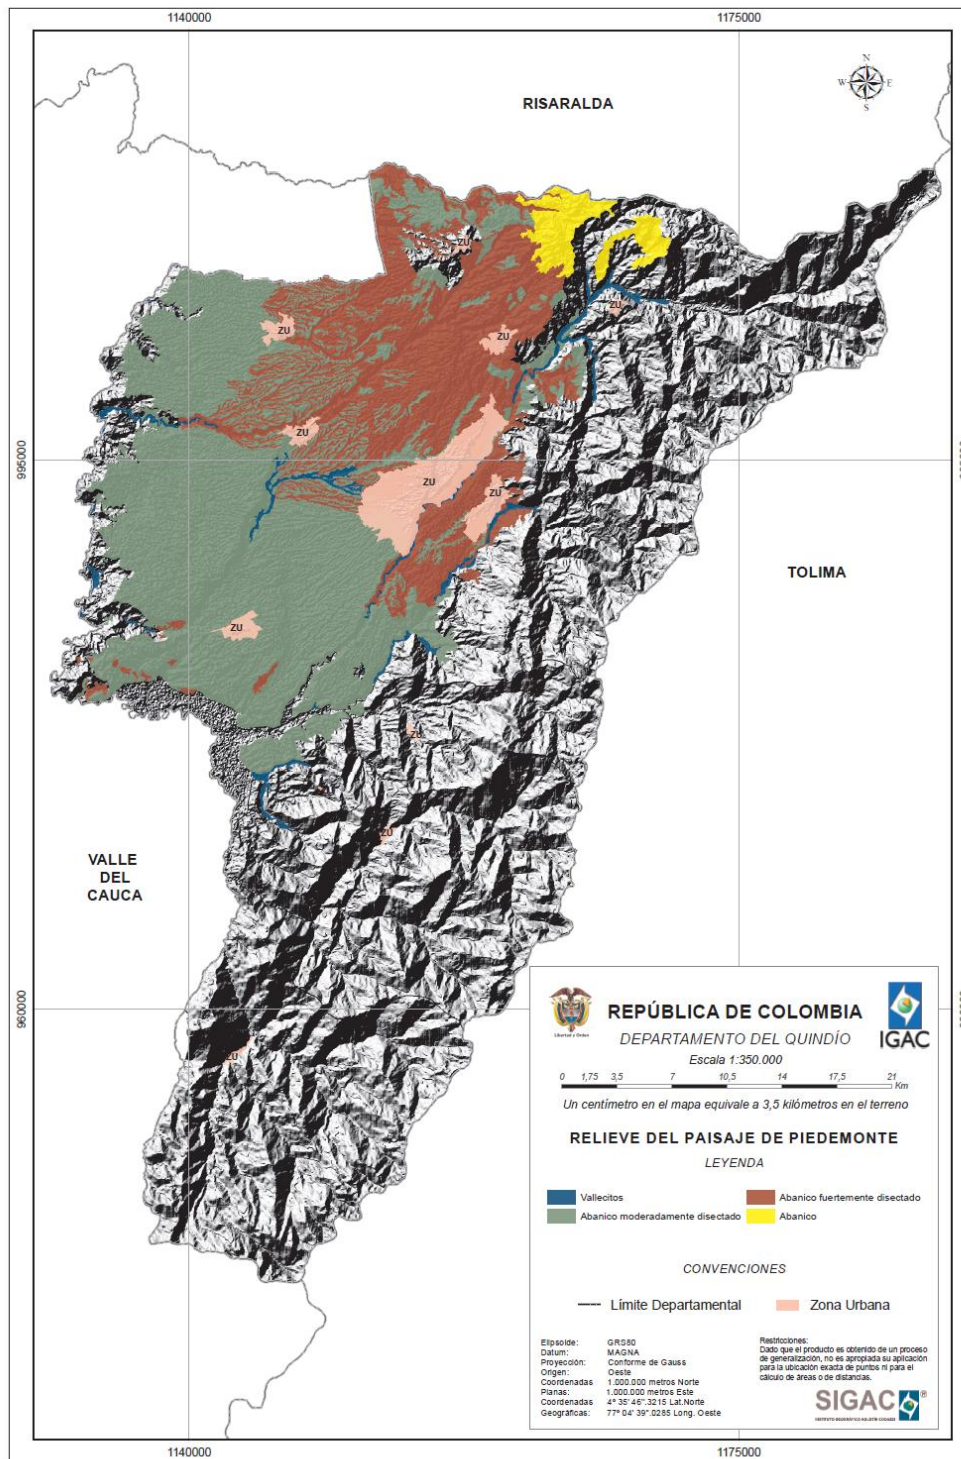 1140000
1175000
N
W
E
S
RISARALDA
ZU
ZU
ZU
ZU
ZU
995000
ZU
ZU
TOLIMA
ZU
ZU
ZU
VALLE
DEL
CAUCA
960000
ZU
REPÚBLICA DE COLOMBIA
IGAC
Libertad y Orden
DEPARTAMENTO DEL QUINDÍO
Escala 1:350.000
0 1,75 3,5 7 10,5 14 17,5 21
Km
Un centímetro en el mapa equivale a 3,5 kilómetros en el terreno
RELIEVE DEL PAISAJE DE PIEDEMONTE
LEYENDA
Vallecitos
Abanico fuertemente disectado
Abanico moderadamente disectado
Abanico
CONVENCIONES
Límite Departamental
Zona Urbana
Elipsoide: GRS80
Datum: MAGNA
Proyección: Conforme de Gauss
Origen: Oeste
Coordenadas 1.000.000 metros Norte
Planas: 1.000.000 metros Este
Coordenadas 4° 35' 46".3215 Lat.Norte
Geográficas: 77° 04' 39".0285 Long. Oeste
Restricciones:
Dado que el producto es obtenido de un proceso
de generalización, no es apropiada su aplicación
para la ubicación exacta de puntos ni para el
cálculo de áreas o de distancias.
SIGAC®
INSTITUTO GEOGRÁFICO AGUSTÍN CODAZZI
1140000
1175000